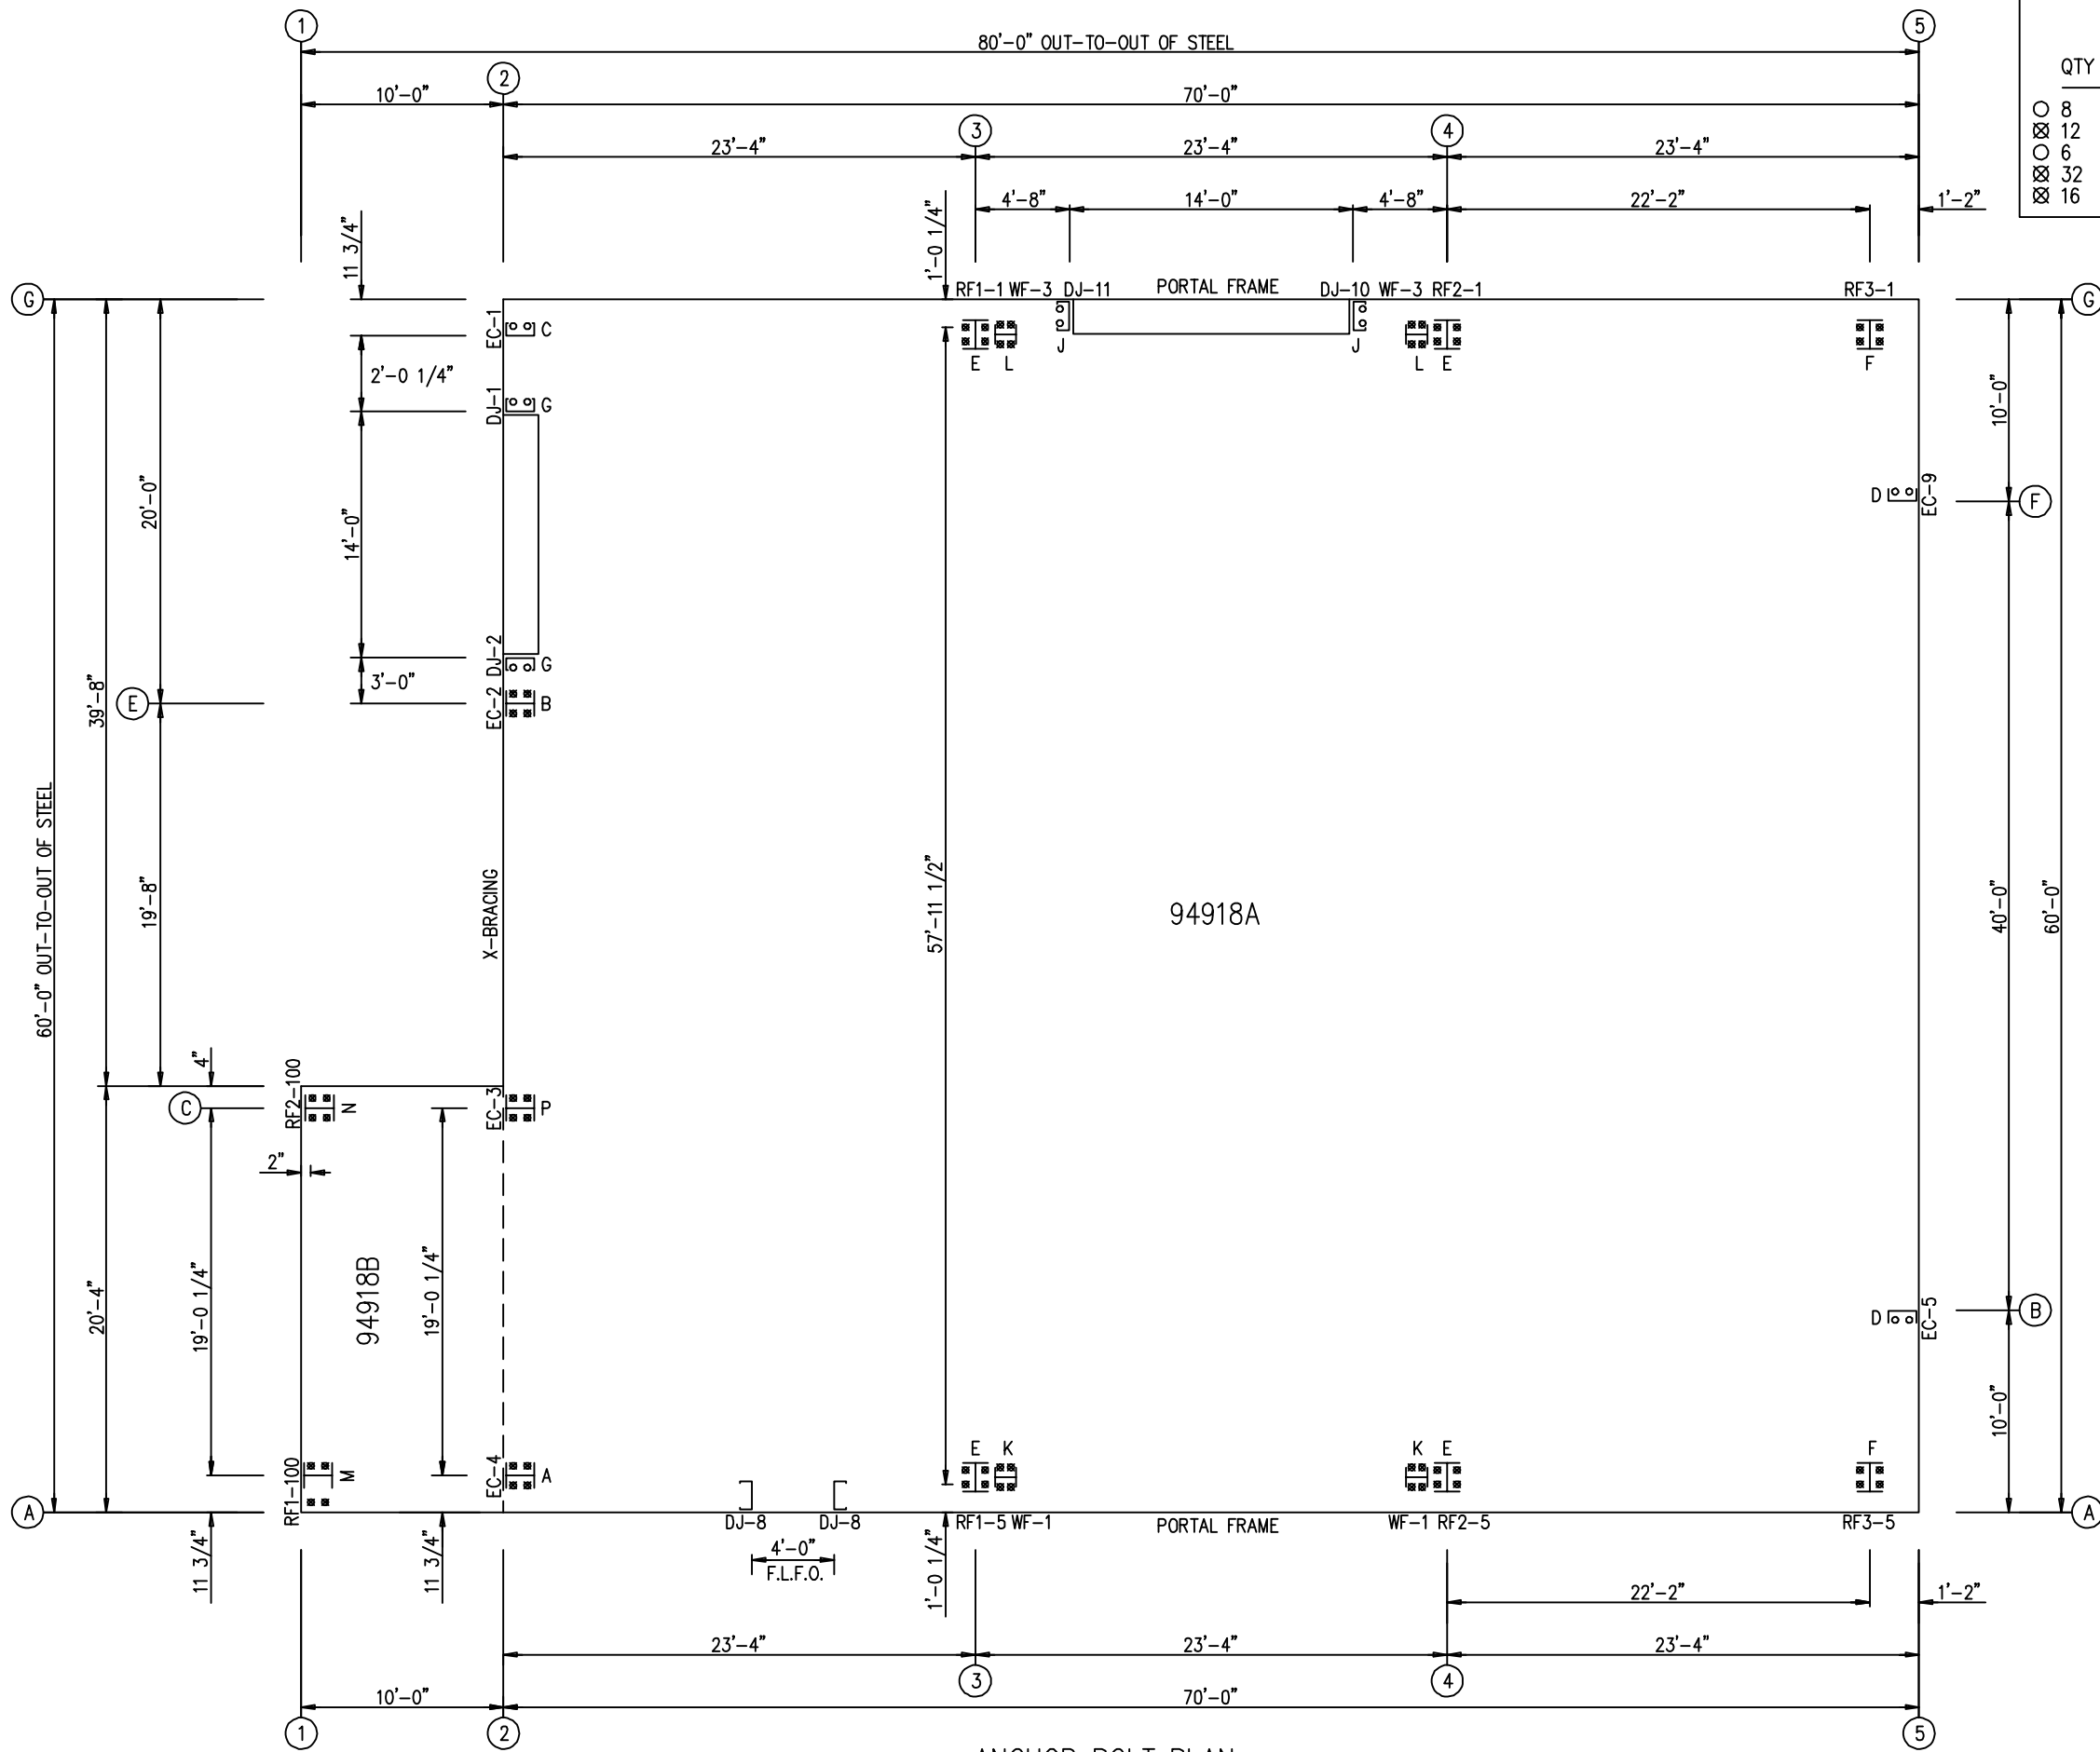 1
5
80'-0" OUT-TO-OUT OF STEEL
2
QTY
10'-0"
70'-0"
8
12
6
32
16
3
4
23'-4"
23'-4"
23'-4"
4'-8"
14'-0"
4'-8"
22'-2"
1'-2"
11 3/4"
1'-0 1/4"
G
RF1-1 WF-3 DJ-11
PORTAL FRAME
DJ-10 WF-3 RF2-1
RF3-1
G
EC-1
C
J
J
E
L
L
E
F
2'-0 1/4"
DJ-1
G
10'-0"
14'-0"
20'-0"
D
EC-9
F
DJ-2
G
3'-0"
EC-2
B
E
39'-8"
60'-0" OUT-TO-OUT OF STEEL
19'-8"
X-BRACING
57'-11 1/2"
94918A
40'-0"
60'-0"
4"
C
RF2-100
N
EC-3
P
2"
20'-4"
19'-0 1/4"
94918B
19'-0 1/4"
D
EC-5
B
10'-0"
RF1-100
M
EC-4
A
E
K
K
E
F
A
DJ-8
DJ-8
RF1-5 WF-1
PORTAL FRAME
WF-1 RF2-5
RF3-5
A
11 3/4"
11 3/4"
4'-0"
F.L.F.O.
1'-0 1/4"
22'-2"
1'-2"
23'-4"
23'-4"
23'-4"
3
4
10'-0"
70'-0"
1
2
5
ANCHOR BOLT PLAN